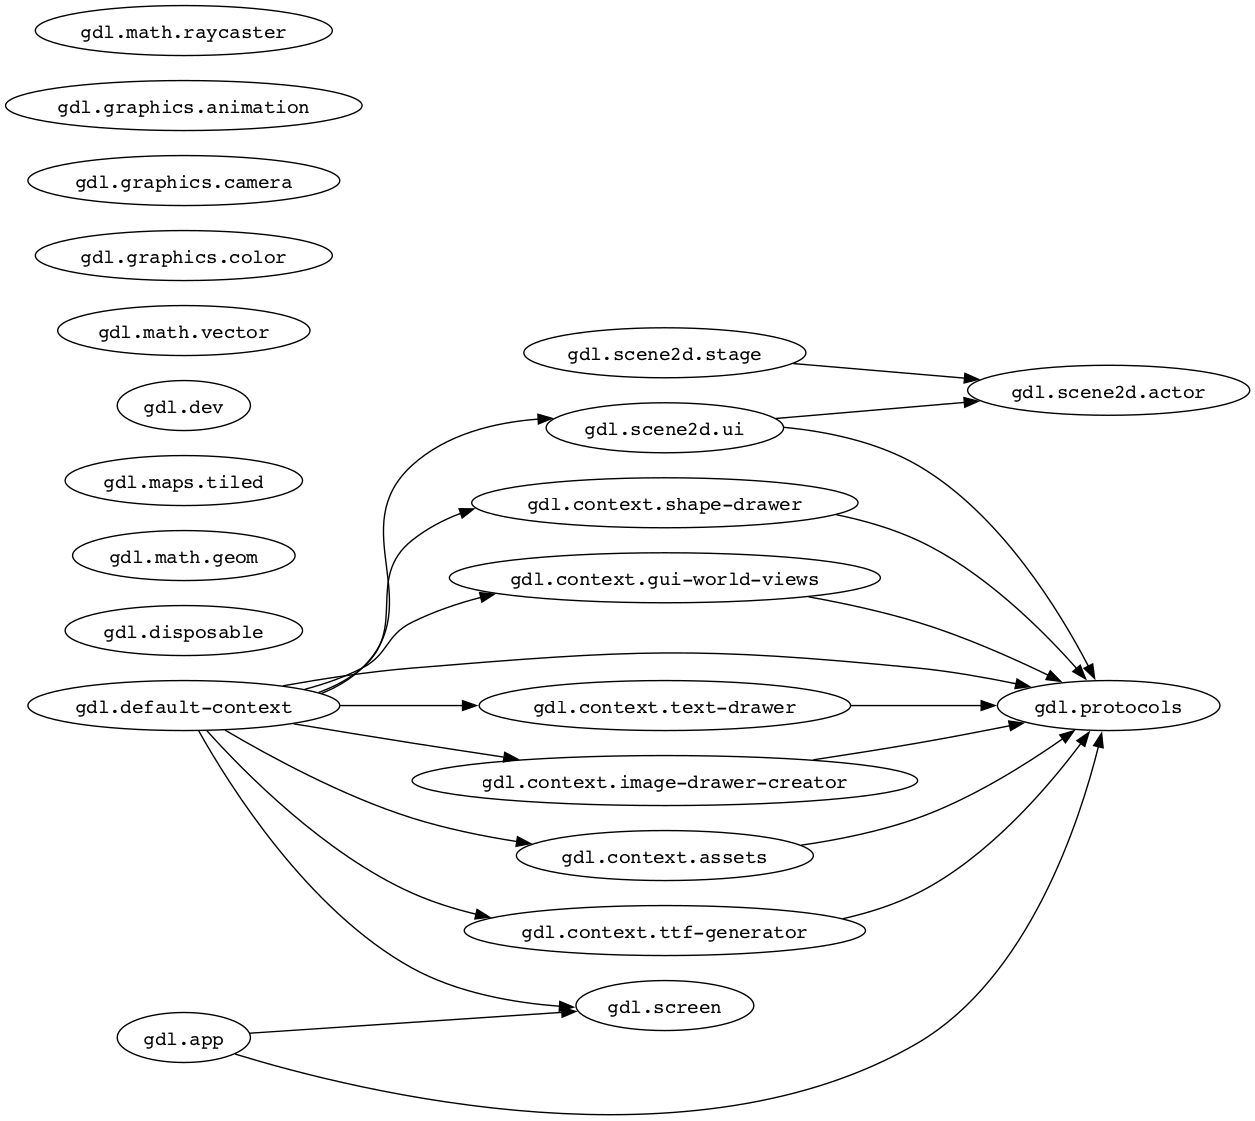 gdl.math.raycaster
gdl.graphics.animation
gdl.graphics.camera
gdl.graphics.color
gdl.math.vector
gdl.dev
gdl.maps.tiled
gdl.math.geom
gdl.disposable
gdl.default-context
gdl.app
gdl.scene2d.stage
gdl.scene2d.ui
gdl.context.shape-drawer
gdl.context.gui-world-views
gdl.context.text-drawer
gdl.context.image-drawer-creator
gdl.context.assets
gdl.context.ttf-generator
gdl.screen
gdl.scene2d.actor
gdl.protocols